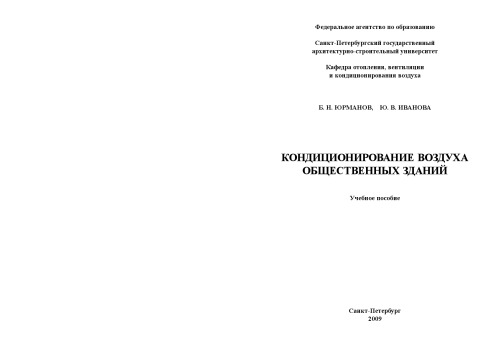 Федеральное агентство по образованию
Санкт-Петербургский государственный
архитектурно-строительный университет
Кафедра отопления, вентиляции
и кондиционирования воздуха
Б. Н. ЮРМАНОВ, Ю. В. ИВАНОВА
КОНДИЦИОНИРОВАНИЕ ВОЗДУХА
ОБЩЕСТВЕННЫХ ЗДАНИЙ
Учебное пособие
Санкт-Петербург
2009